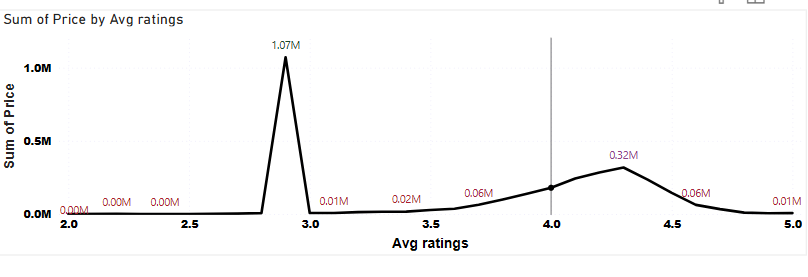 Sum of Price by Avg ratings
1.07M
1.0M
Sum of Price
0.5M
0.32M
0.0M
0.00M
0.00M
0.00M
0.01M
0.02M
0.06M
0.06M
0.01M
2.0 2.5 3.0 3.5 4.0 4.5 5.0
Avg ratings